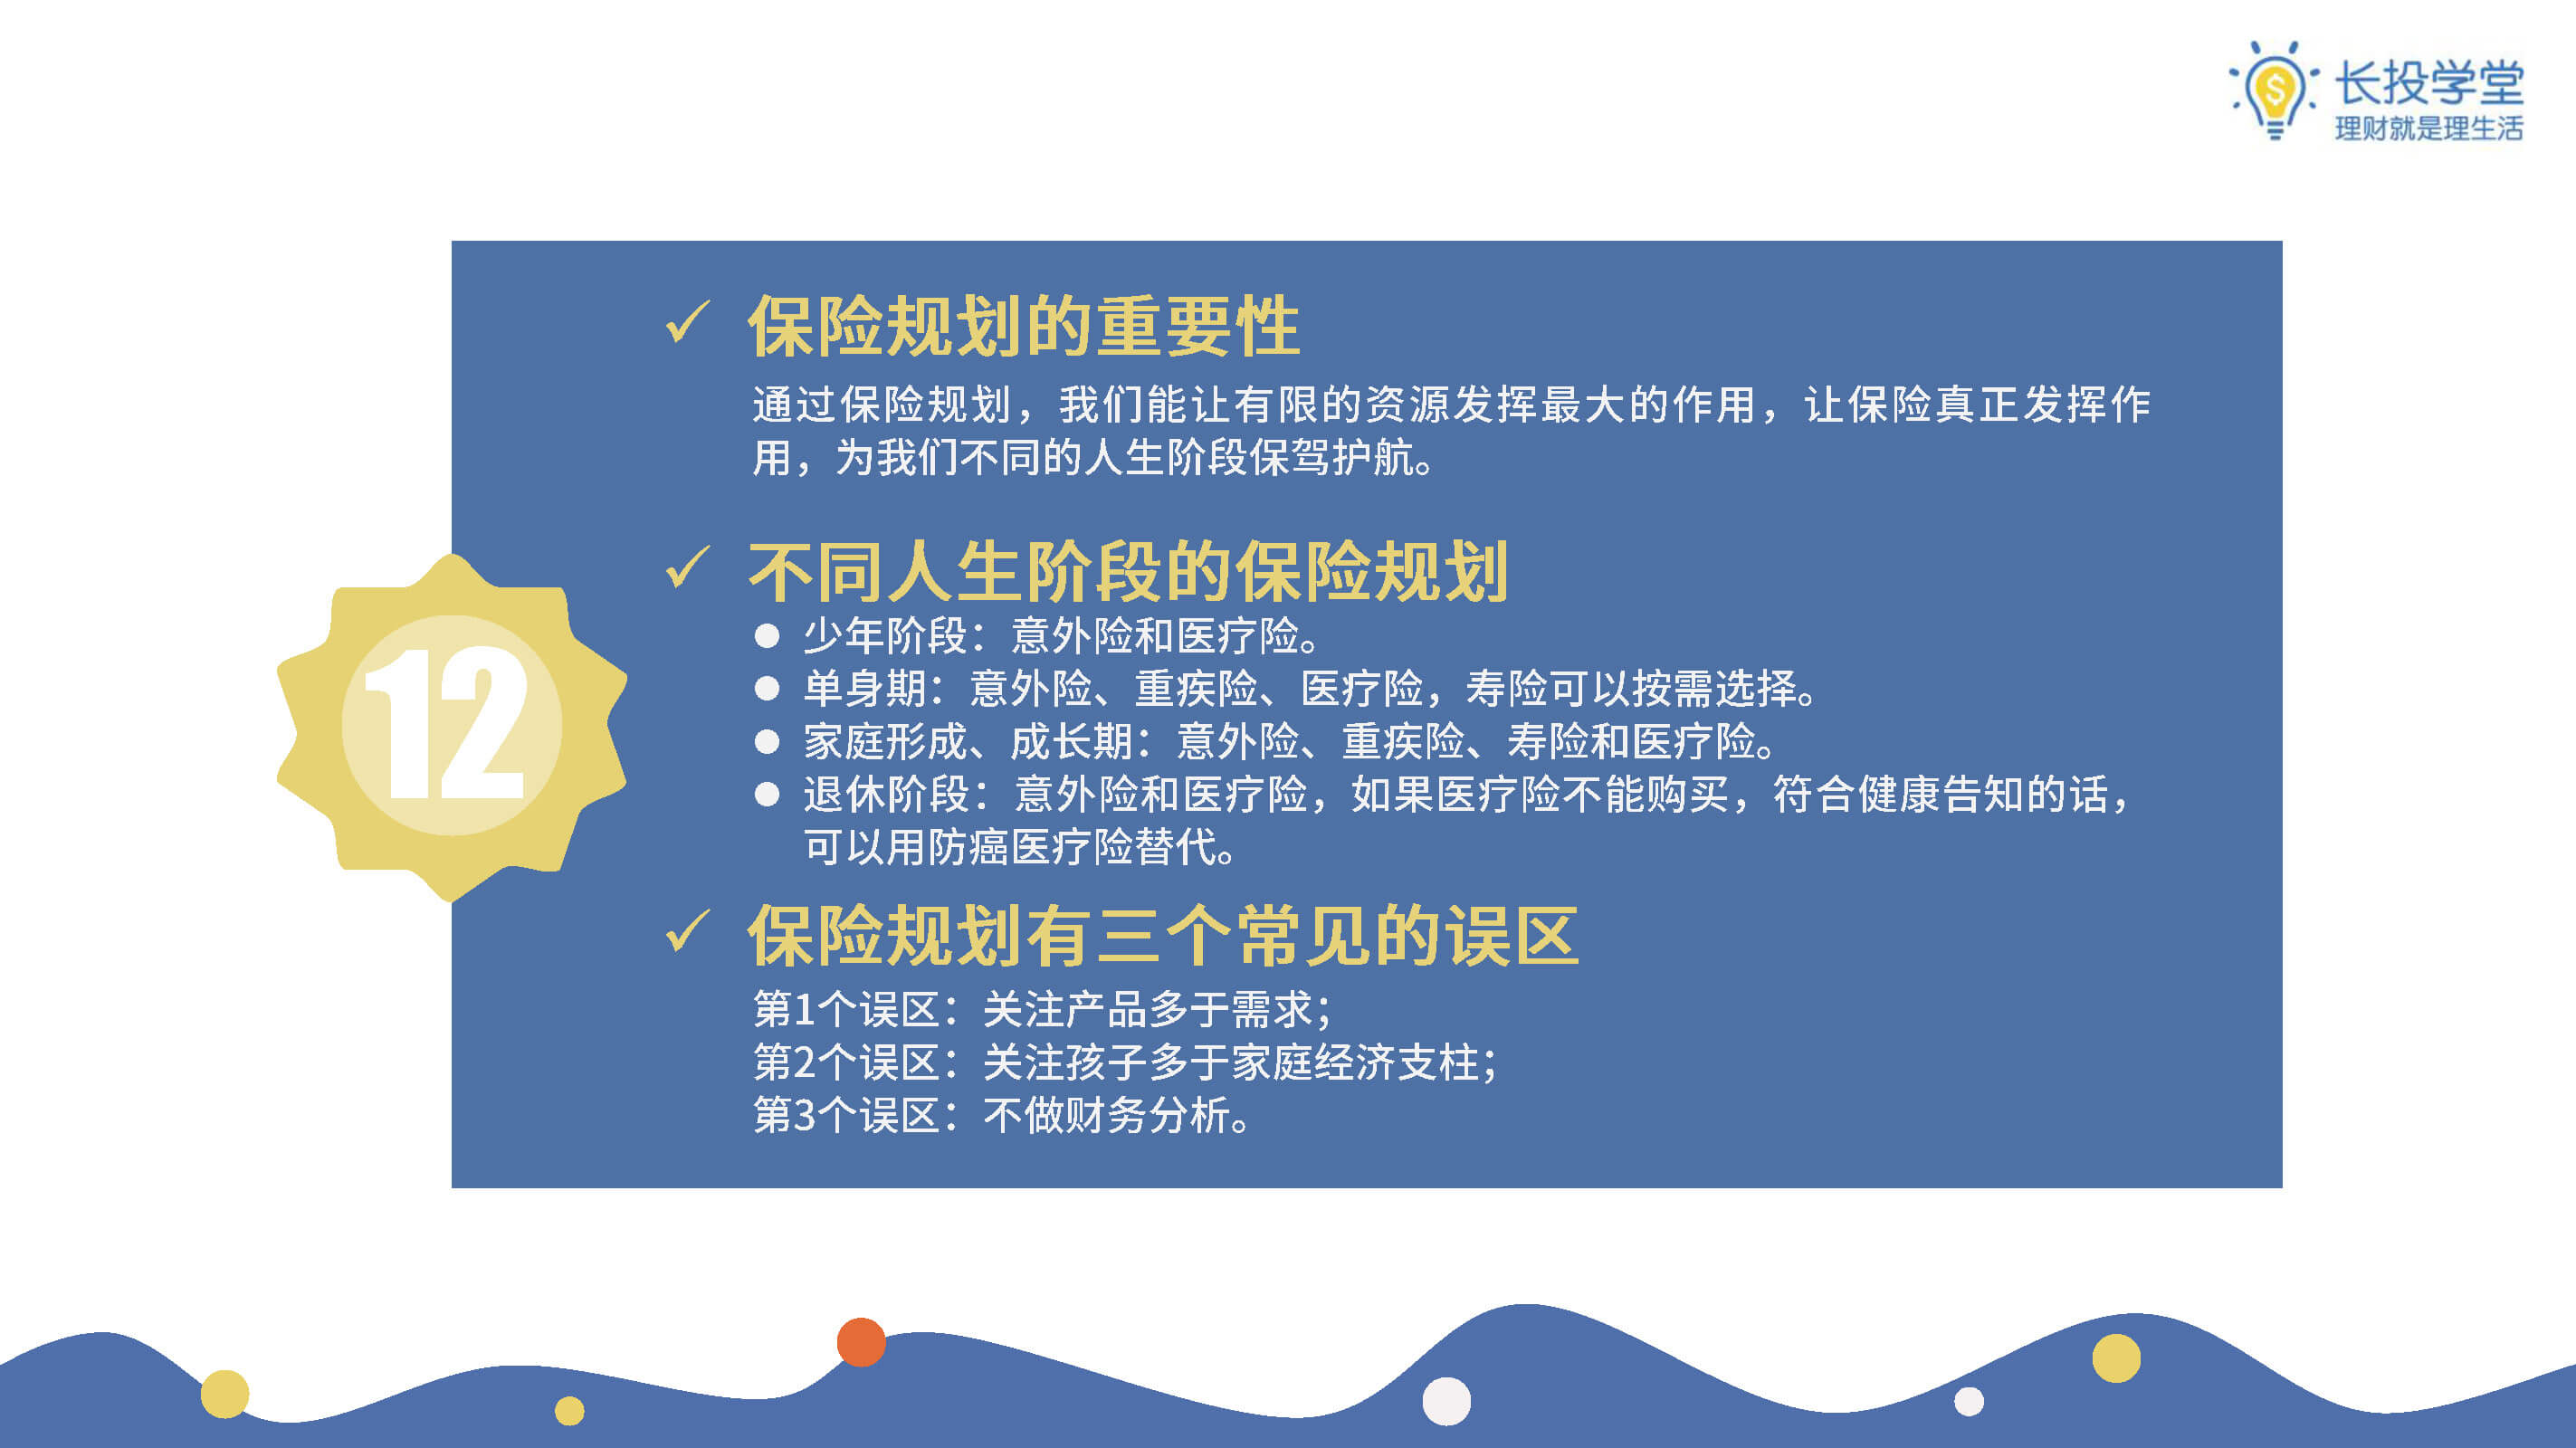 长投学堂
理财就是理生活
✓ 保险规划的重要性
通过保险规划，我们能让有限的资源发挥最大的作用，让保险真正发挥作
用，为我们不同的人生阶段保驾护航。
✓ 不同人生阶段的保险规划
● 少年阶段：意外险和医疗险。
● 单身期：意外险、重疾险、医疗险，寿险可以按需选择。
● 家庭形成、成长期：意外险、重疾险、寿险和医疗险。
● 退休阶段：意外险和医疗险，如果医疗险不能购买，符合健康告知的话，
可以用防癌医疗险替代。
12
✓ 保险规划有三个常见的误区
第1个误区：关注产品多于需求；
第2个误区：关注孩子多于家庭经济支柱；
第3个误区：不做财务分析。